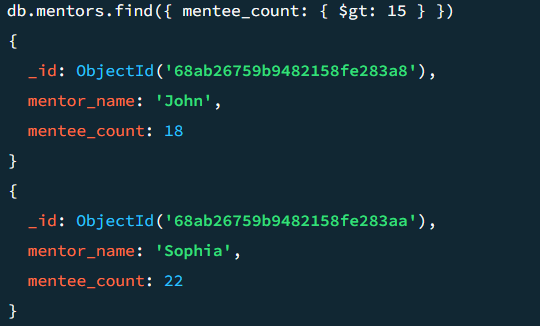 db.mentors.find({ mentee_count: { $gt: 15 } })
{
  _id: ObjectId('68ab26759b9482158fe283a8'),
  mentor_name: 'John',
  mentee_count: 18
}
{
  _id: ObjectId('68ab26759b9482158fe283aa'),
  mentor_name: 'Sophia',
  mentee_count: 22
}